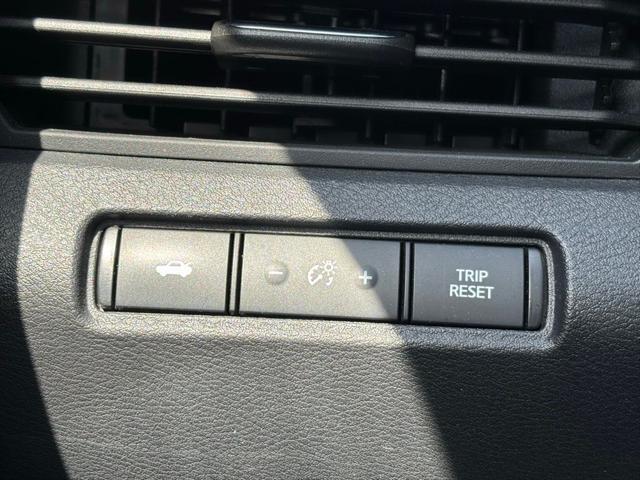 − +
TRIP
RESET